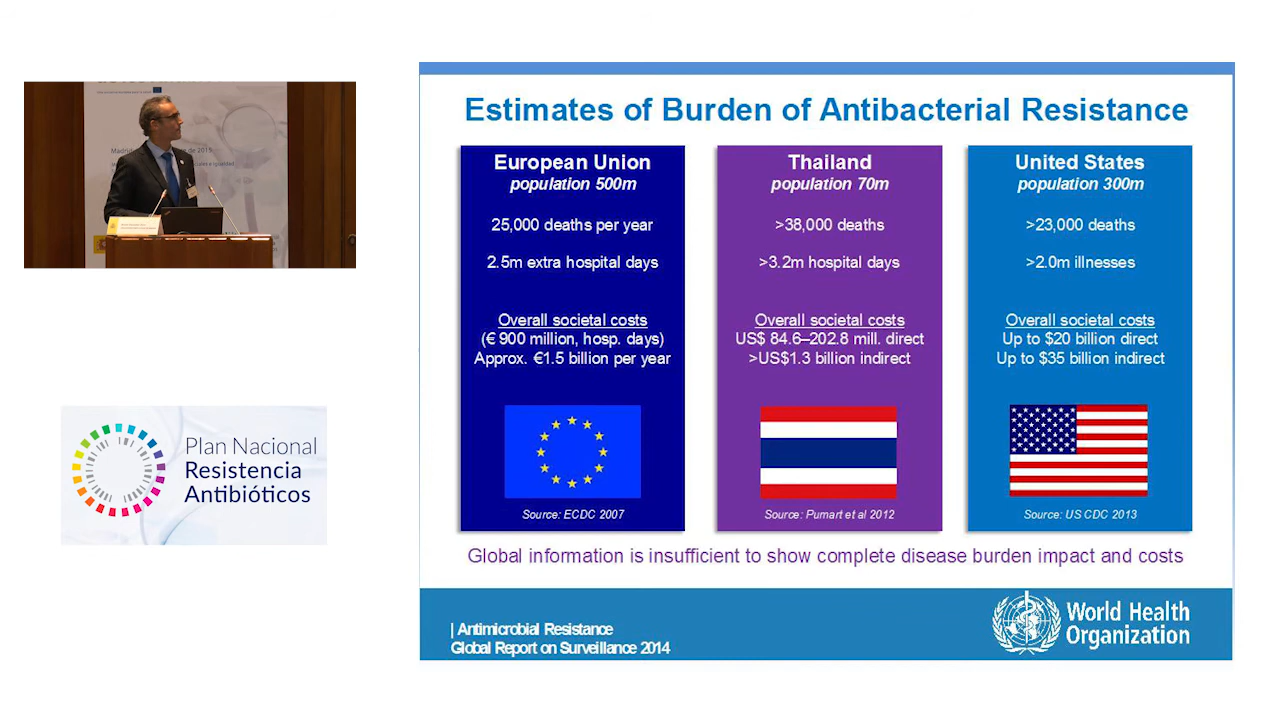 Estimates of Burden of Antibacterial Resistance
European Union
population 500m
25,000 deaths per year
2.5m extra hospital days
Overall societal costs
(€ 900 million, hosp. days)
Approx. €1.5 billion per year
Source: ECDC 2007
Thailand
population 70m
>38,000 deaths
>3.2m hospital days
Overall societal costs
US$ 84.6–202.8 mill. direct
>US$1.3 billion indirect
Source: Pumart et al 2012
United States
population 300m
>23,000 deaths
>2.0m illnesses
Overall societal costs
Up to $20 billion direct
Up to $35 billion indirect
Source: US CDC 2013
Global information is insufficient to show complete disease burden impact and costs
| Antimicrobial Resistance
Global Report on Surveillance 2014
World Health
Organization
Plan Nacional
Resistencia
Antibióticos
Madrid
de 2015